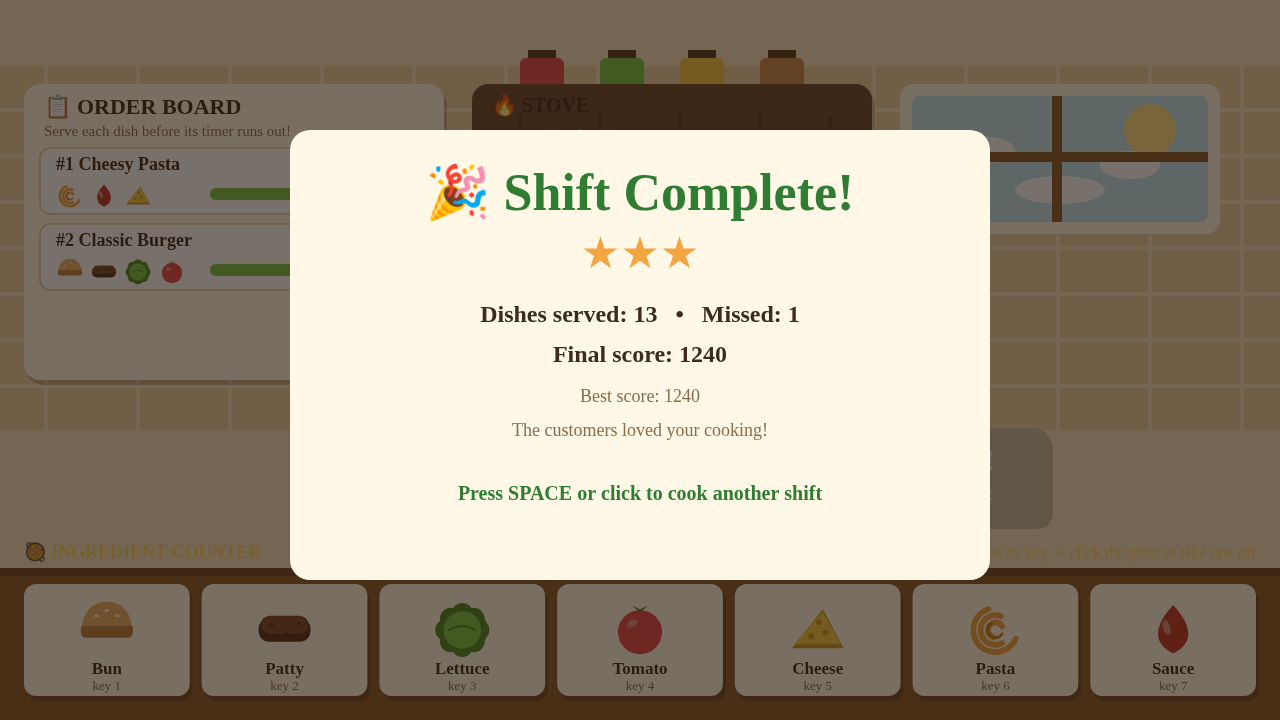 📋 ORDER BOARD
Serve each dish before its timer runs out!
#1 Cheesy Pasta
#2 Classic Burger
🔥 STOVE
🎉 Shift Complete!
★★★
Dishes served: 13 • Missed: 1
Final score: 1240
Best score: 1240
The customers loved your cooking!
Press SPACE or click to cook another shift
🥘 INGREDIENT COUNTER
its key • click the plate to take one off
Bun
key 1
Patty
key 2
Lettuce
key 3
Tomato
key 4
Cheese
key 5
Pasta
key 6
Sauce
key 7